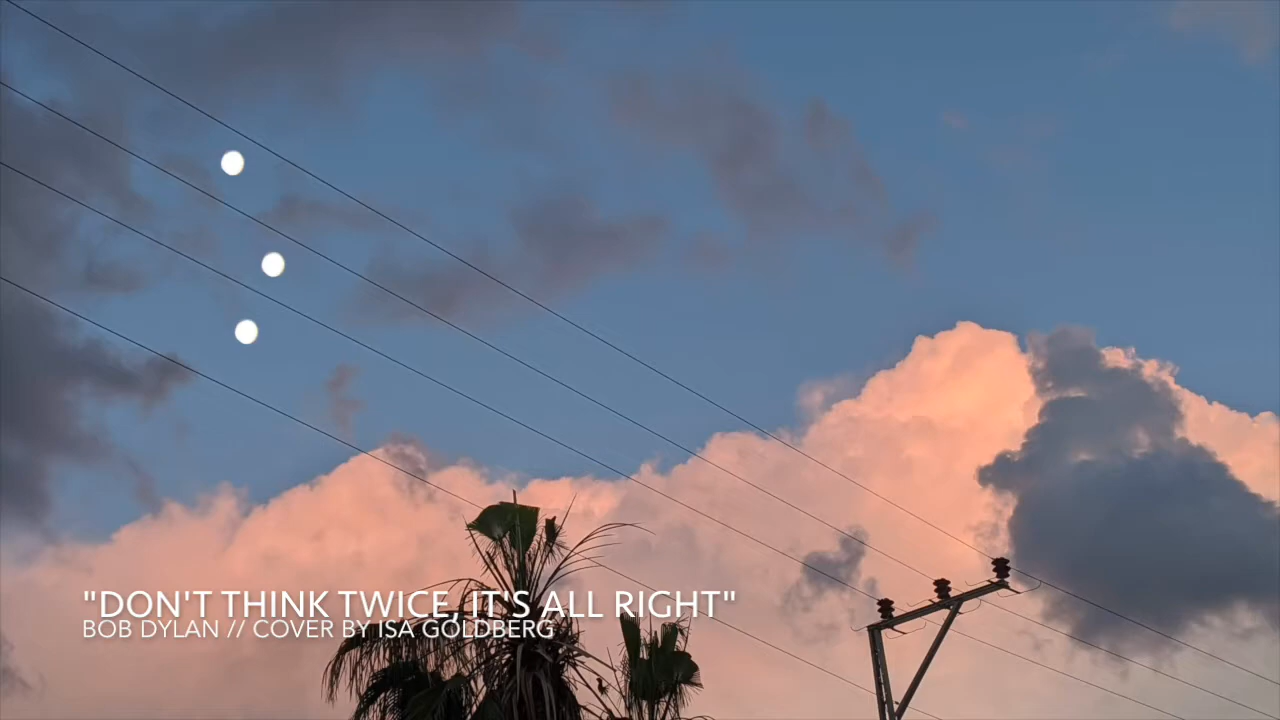 "DON'T THINK TWICE, IT'S ALL RIGHT"
BOB DYLAN // COVER BY ISA GOLDBERG